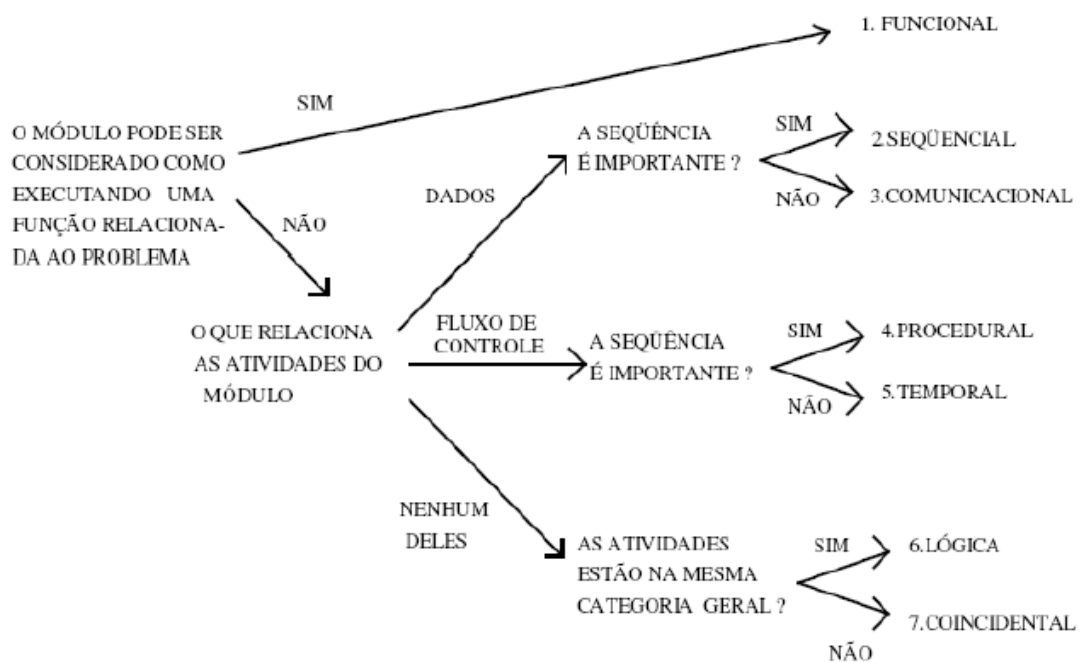 1. FUNCIONAL
SIM
O MÓDULO PODE SER
CONSIDERADO COMO
EXECUTANDO UMA
FUNÇÃO RELACIONA-
DA AO PROBLEMA
NÃO
DADOS
A SEQÜÊNCIA
É IMPORTANTE ?
SIM
2.SEQÜENCIAL
NÃO
3.COMUNICACIONAL
O QUE RELACIONA
AS ATIVIDADES DO
MÓDULO
FLUXO DE
CONTROLE
A SEQÜÊNCIA
É IMPORTANTE ?
SIM
4.PROCEDURAL
NÃO
5.TEMPORAL
NENHUM
DELES
AS ATIVIDADES
ESTÃO NA MESMA
CATEGORIA GERAL ?
SIM
6.LÓGICA
NÃO
7.COINCIDENTAL